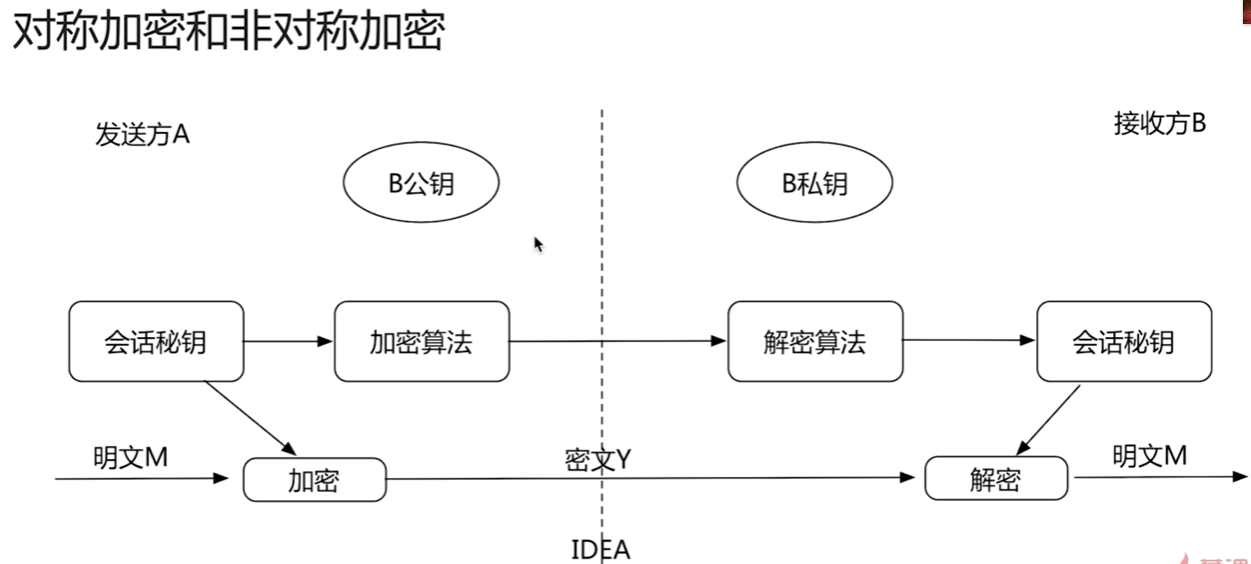 对称加密和非对称加密
发送方A
接收方B
B公钥
B私钥
会话秘钥
加密算法
解密算法
会话秘钥
明文M
加密
密文Y
解密
明文M
IDEA